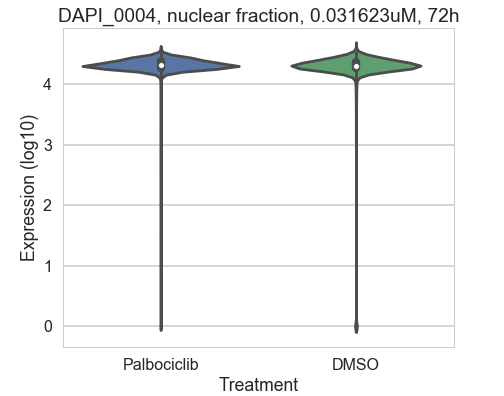 DAPI_0004, nuclear fraction, 0.031623uM, 72h
Expression (log10)
4
3
2
1
0
Palbociclib DMSO
Treatment